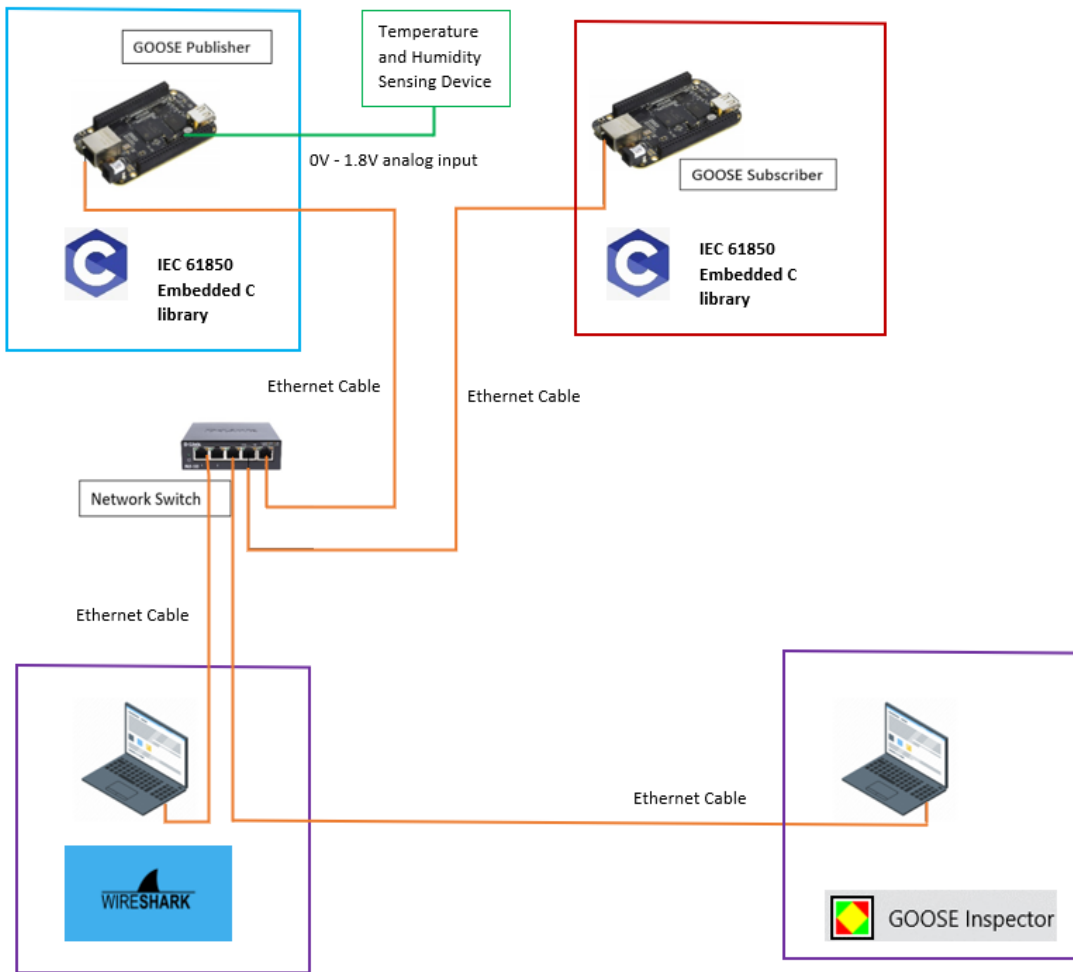 GOOSE Publisher
Temperature
and Humidity
Sensing Device
0V - 1.8V analog input
GOOSE Subscriber
C
IEC 61850
Embedded C
library
C
IEC 61850
Embedded C
library
Ethernet Cable
Ethernet Cable
Network Switch
Ethernet Cable
Ethernet Cable
WIRESHARK
GOOSE Inspector